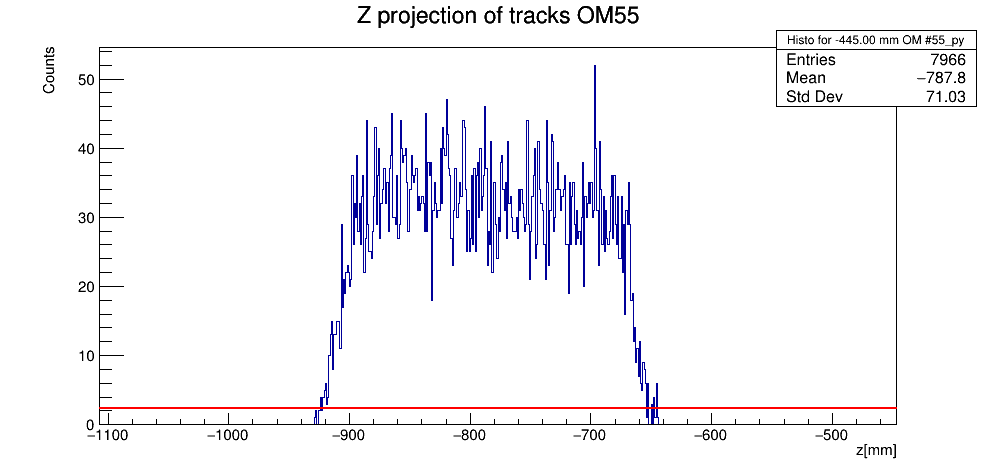 Z projection of tracks OM55
Histo for -445.00 mm OM #55_py
Entries 7966
Mean −787.8
Std Dev 71.03
Counts
50
40
30
20
10
0
−1100 −1000 −900 −800 −700 −600 −500
z[mm]